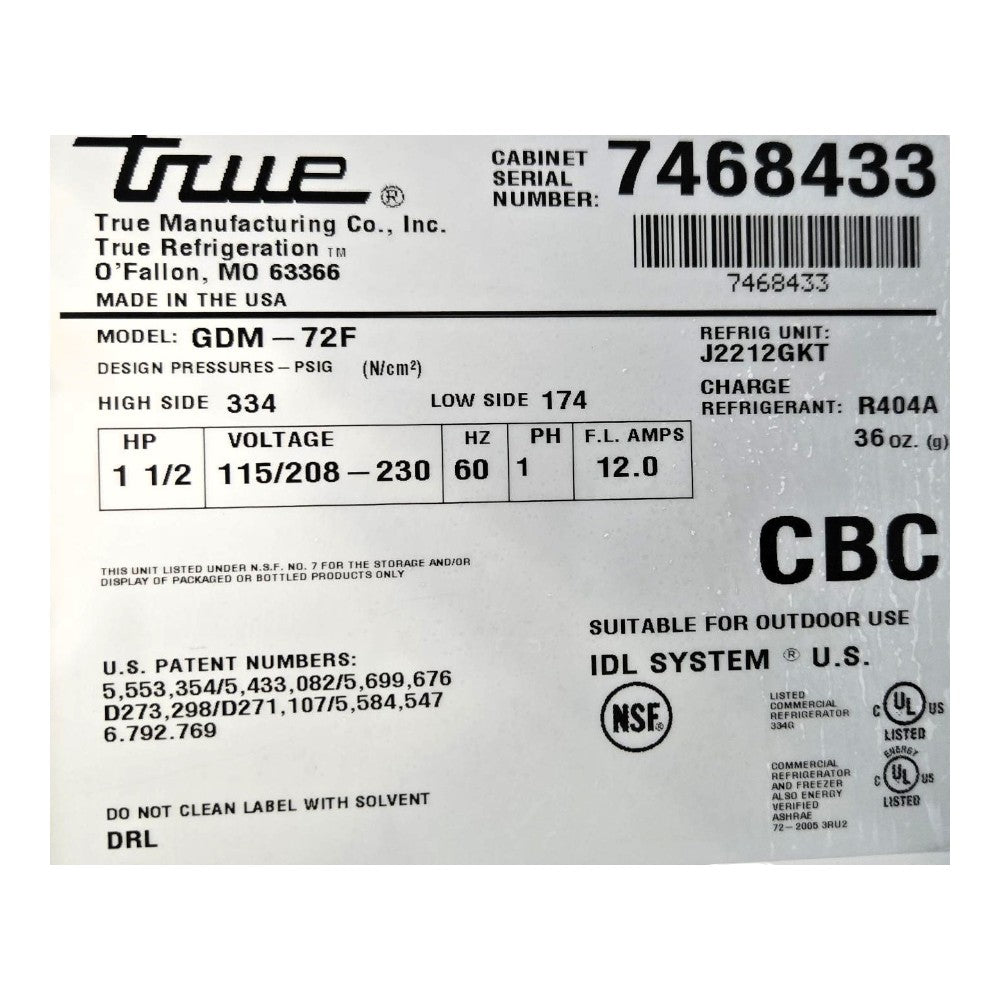 true®
True Manufacturing Co., Inc.
True Refrigeration ™
O'Fallon, MO 63366
MADE IN THE USA
CABINET
SERIAL
NUMBER: 7468433
7468433
MODEL: GDM – 72F
DESIGN PRESSURES – PSIG (N/cm²)
HIGH SIDE 334 LOW SIDE 174
REFRIG UNIT:
J2212GKT
CHARGE
REFRIGERANT: R404A
36 OZ. (g)
HP VOLTAGE HZ PH F.L. AMPS
1 1/2 115/208 – 230 60 1 12.0
CBC
THIS UNIT LISTED UNDER N.S.F. NO. 7 FOR THE STORAGE AND/OR
DISPLAY OF PACKAGED OR BOTTLED PRODUCTS ONLY
SUITABLE FOR OUTDOOR USE
IDL SYSTEM ® U.S.
U.S. PATENT NUMBERS:
5,553,354/5,433,082/5,699,676
D273,298/D271,107/5,584,547
6.792.769
NSF®
LISTED
COMMERCIAL
REFRIGERATOR
334G
C UL US
LISTED
COMMERCIAL
REFRIGERATOR
AND FREEZER
ALSO ENERGY
VERIFIED
ASHRAE
72 – 2005 3RU2
ENERGY
C UL US
LISTED
DO NOT CLEAN LABEL WITH SOLVENT
DRL